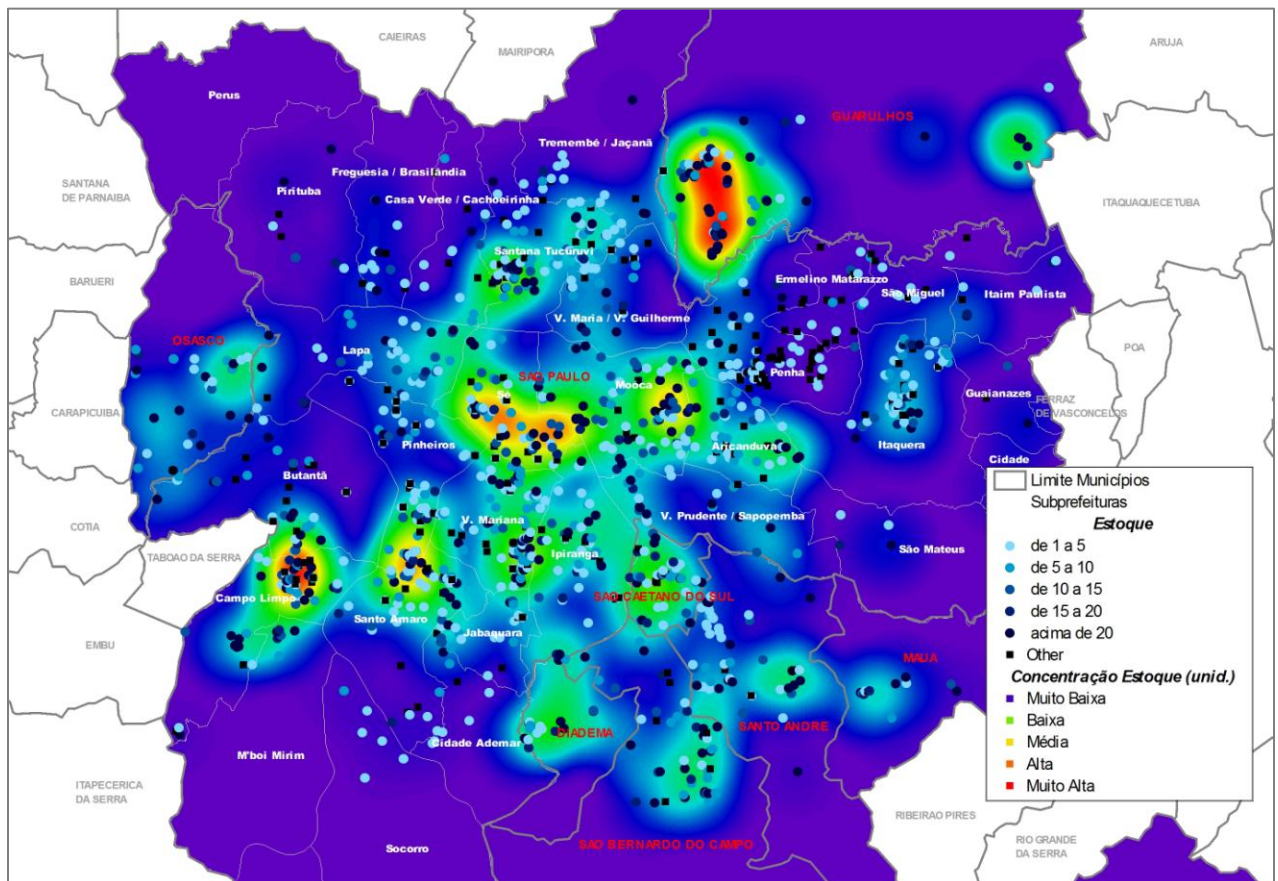 CAIEIRAS
MAIRIPORA
ARUJA
Perus
GUARULHOS
Tremembé / Jaçanã
Freguesia / Brasilândia
SANTANA
DE PARNAIBA
Pirituba
Casa Verde / Cachoeirinha
ITAQUAQUECETUBA
Santana Tucuruvi
Ermelino Matarazzo
BARUERI
São Miguel
Itaim Paulista
V. Maria / V. Guilherme
OSASCO
Lapa
POA
SAO PAULO
Mooca
Penha
Sé
Guaianazes
FERRAZ
DE VASCONCELOS
CARAPICUIBA
Pinheiros
Aricanduva
Itaquera
Cidade
Butantã
COTIA
V. Mariana
V. Prudente / Sapopemba
TABOAO DA SERRA
Ipiranga
São Mateus
Campo Limpo
SAO CAETANO DO SUL
Santo Amaro
Jabaquara
EMBU
MAUA
SANTO ANDRE
DIADEMA
Cidade Ademar
M'boi Mirim
ITAPECERICA
DA SERRA
RIBEIRAO PIRES
SAO BERNARDO DO CAMPO
Socorro
RIO GRANDE
DA SERRA
Limite Municípios
Subprefeituras
Estoque
de 1 a 5
de 5 a 10
de 10 a 15
de 15 a 20
acima de 20
Other
Concentração Estoque (unid.)
Muito Baixa
Baixa
Média
Alta
Muito Alta